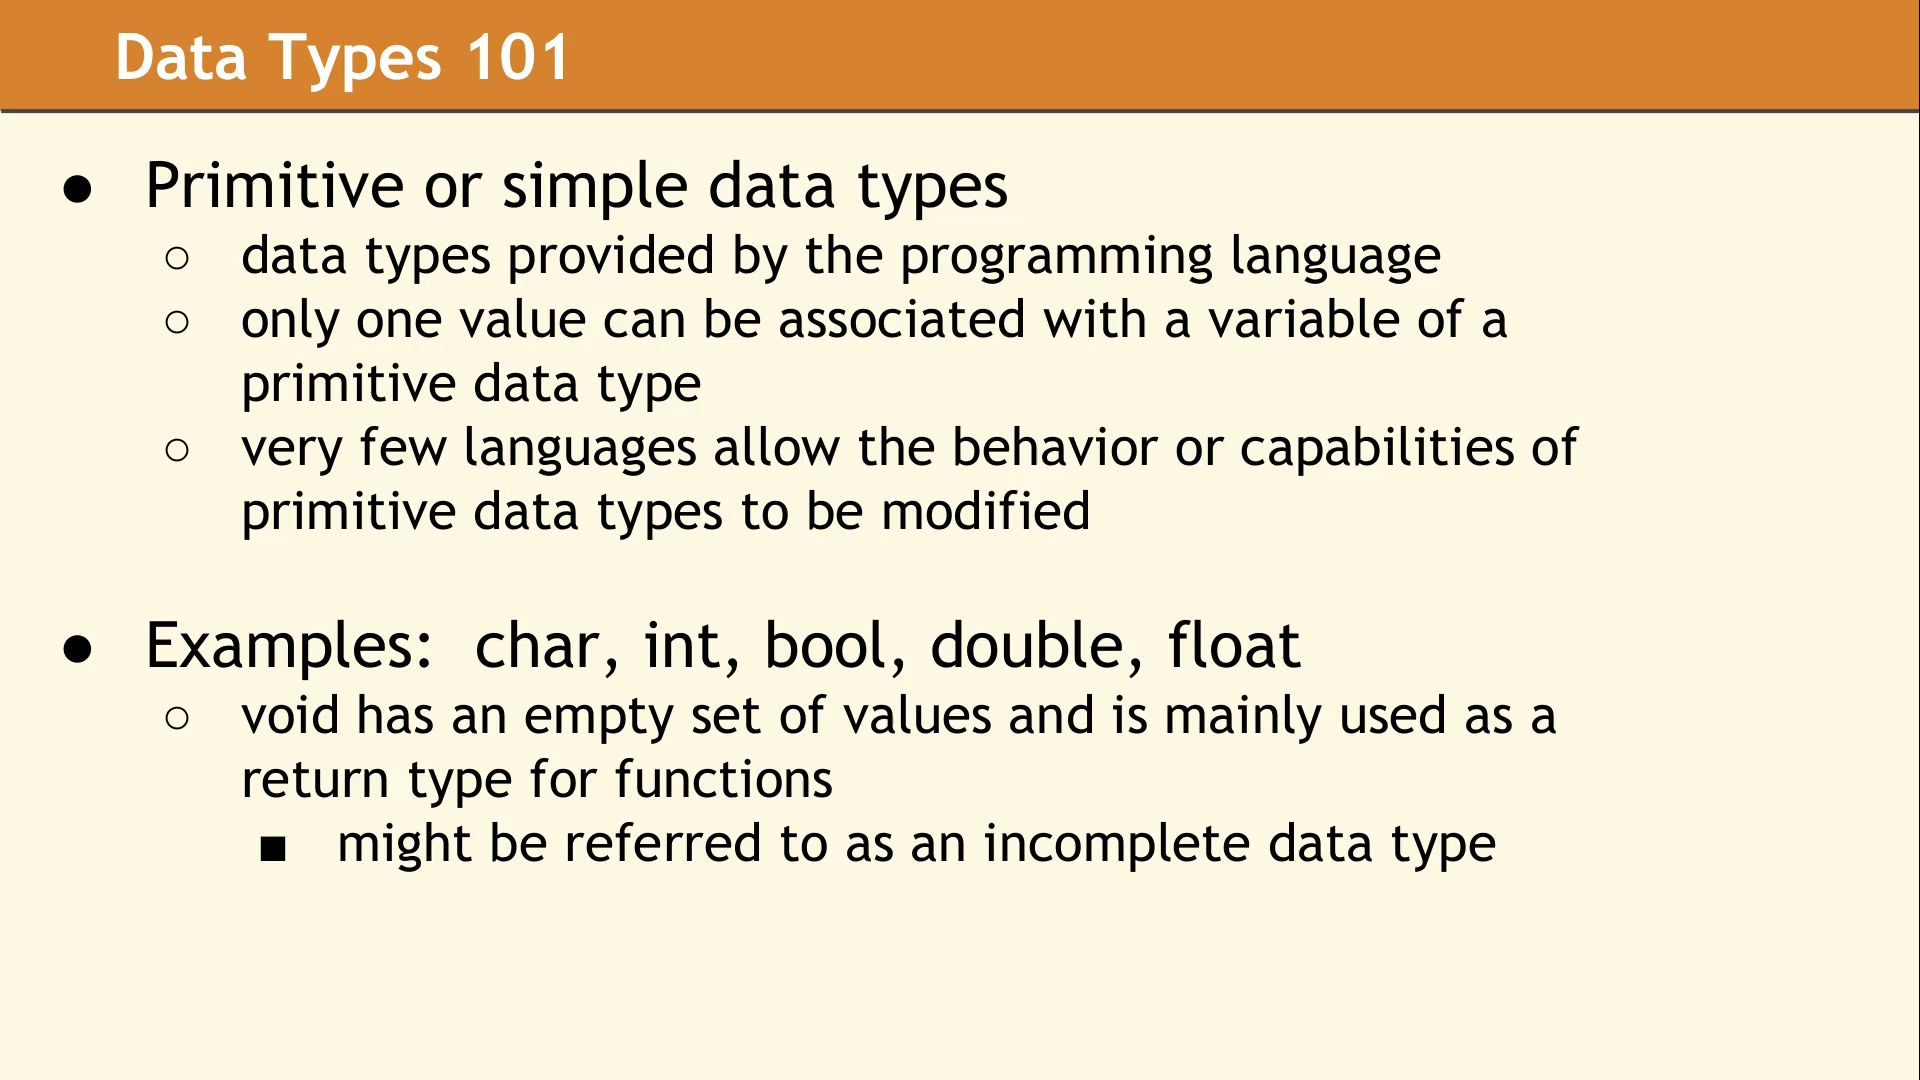 Data Types 101
● Primitive or simple data types
○ data types provided by the programming language
○ only one value can be associated with a variable of a
primitive data type
○ very few languages allow the behavior or capabilities of
primitive data types to be modified
● Examples:  char, int, bool, double, float
○ void has an empty set of values and is mainly used as a
return type for functions
■ might be referred to as an incomplete data type